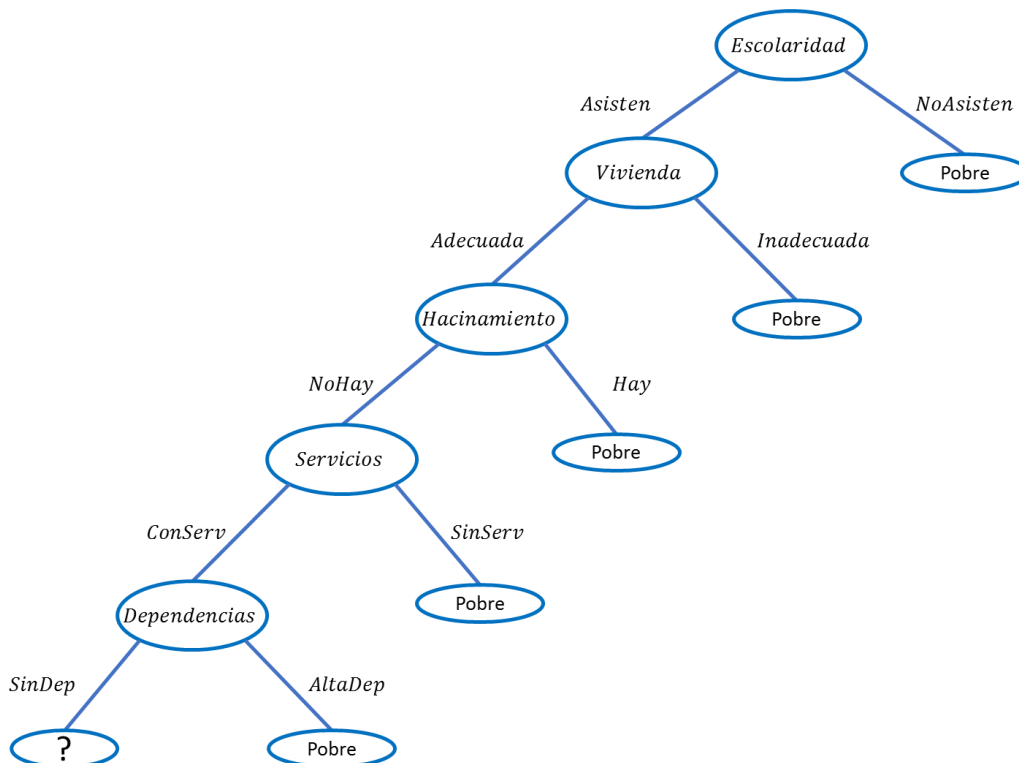 Escolaridad
Asisten
NoAsisten
Vivienda
Pobre
Adecuada
Inadecuada
Hacinamiento
Pobre
NoHay
Hay
Servicios
Pobre
ConServ
SinServ
Dependencias
Pobre
SinDep
AltaDep
?
Pobre